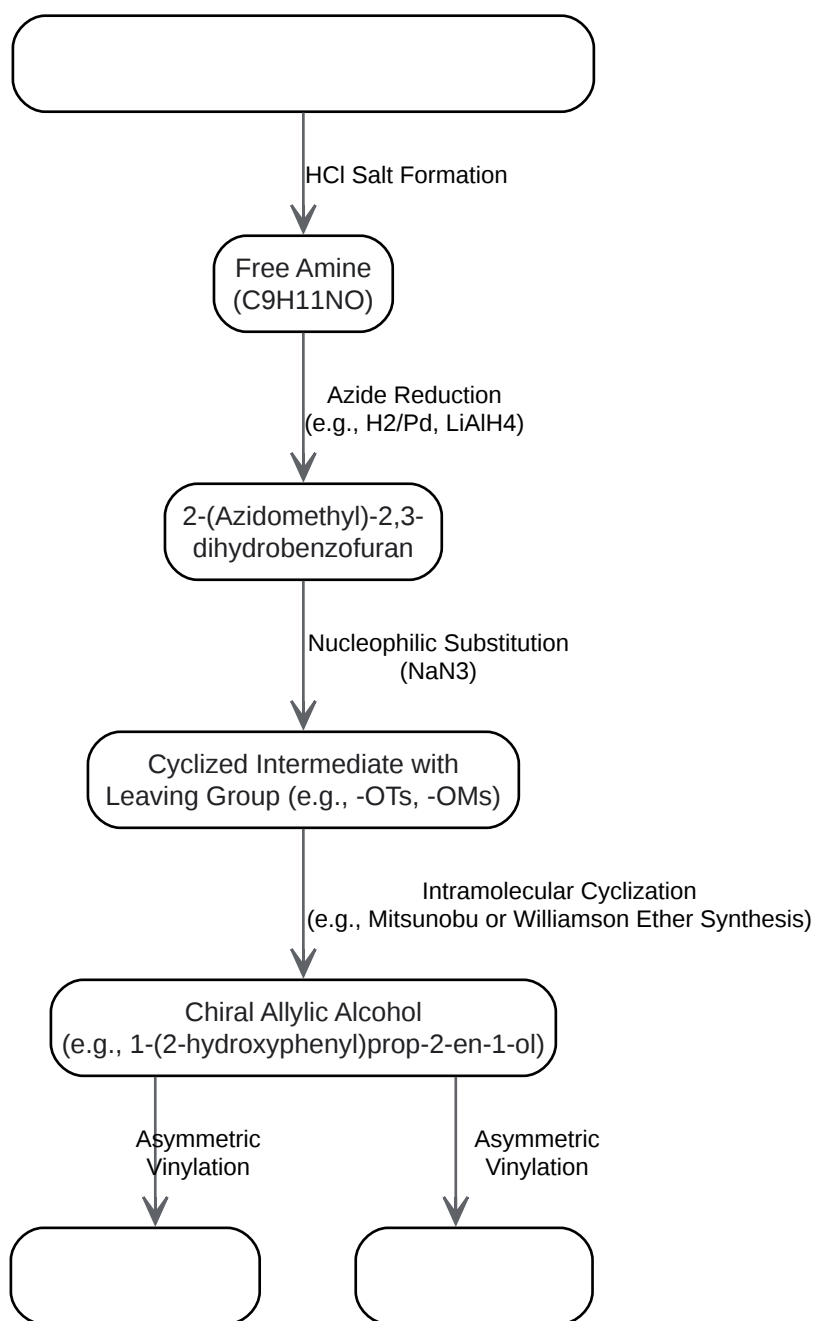 HCl Salt Formation
Free Amine
(C9H11NO)
Azide Reduction
(e.g., H2/Pd, LiAlH4)
2-(Azidomethyl)-2,3-
dihydrobenzofuran
Nucleophilic Substitution
(NaN3)
Cyclized Intermediate with
Leaving Group (e.g., -OTs, -OMs)
Intramolecular Cyclization
(e.g., Mitsunobu or Williamson Ether Synthesis)
Chiral Allylic Alcohol
(e.g., 1-(2-hydroxyphenyl)prop-2-en-1-ol)
Asymmetric
Vinylation
Asymmetric
Vinylation